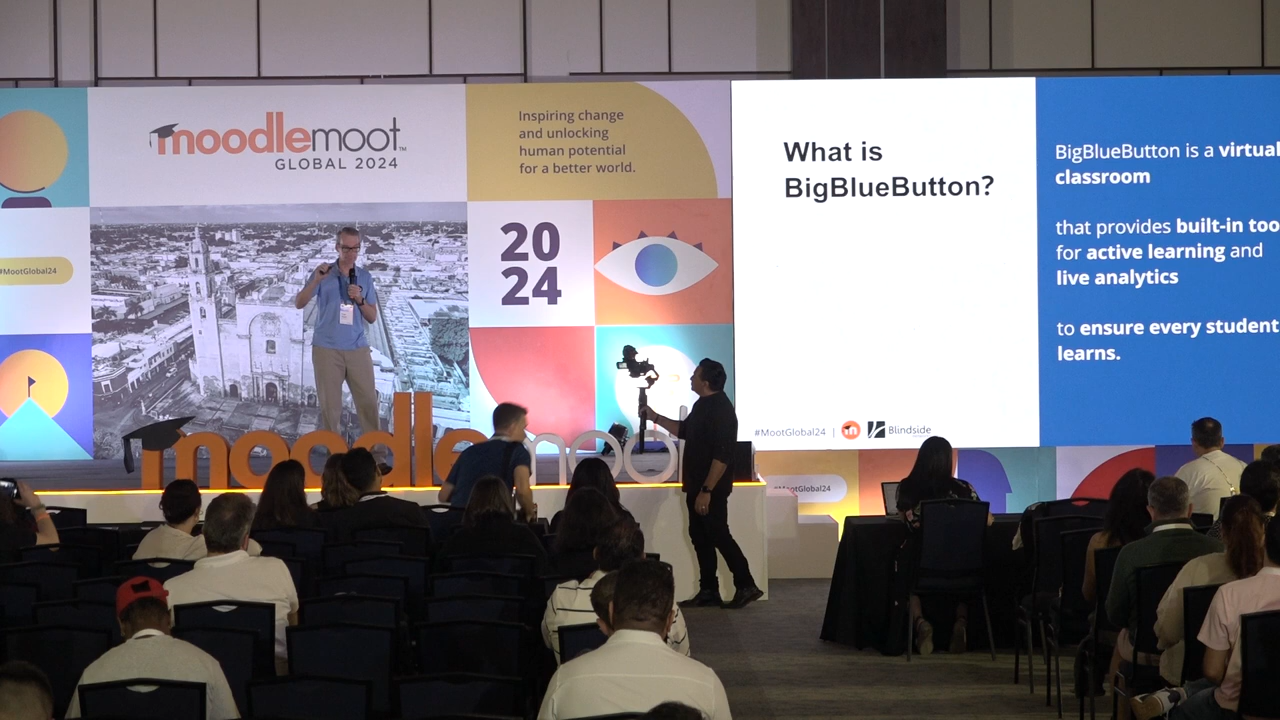 moodlemoot™
GLOBAL 2024
Inspiring change
and unlocking
human potential
for a better world.
#MootGlobal24
20
24
What is
BigBlueButton?
#MootGlobal24 | m Blindside
BigBlueButton is a virtual
classroom
that provides built-in too
for active learning and
live analytics
to ensure every student
learns.
moodlemoo
#MootGlobal24